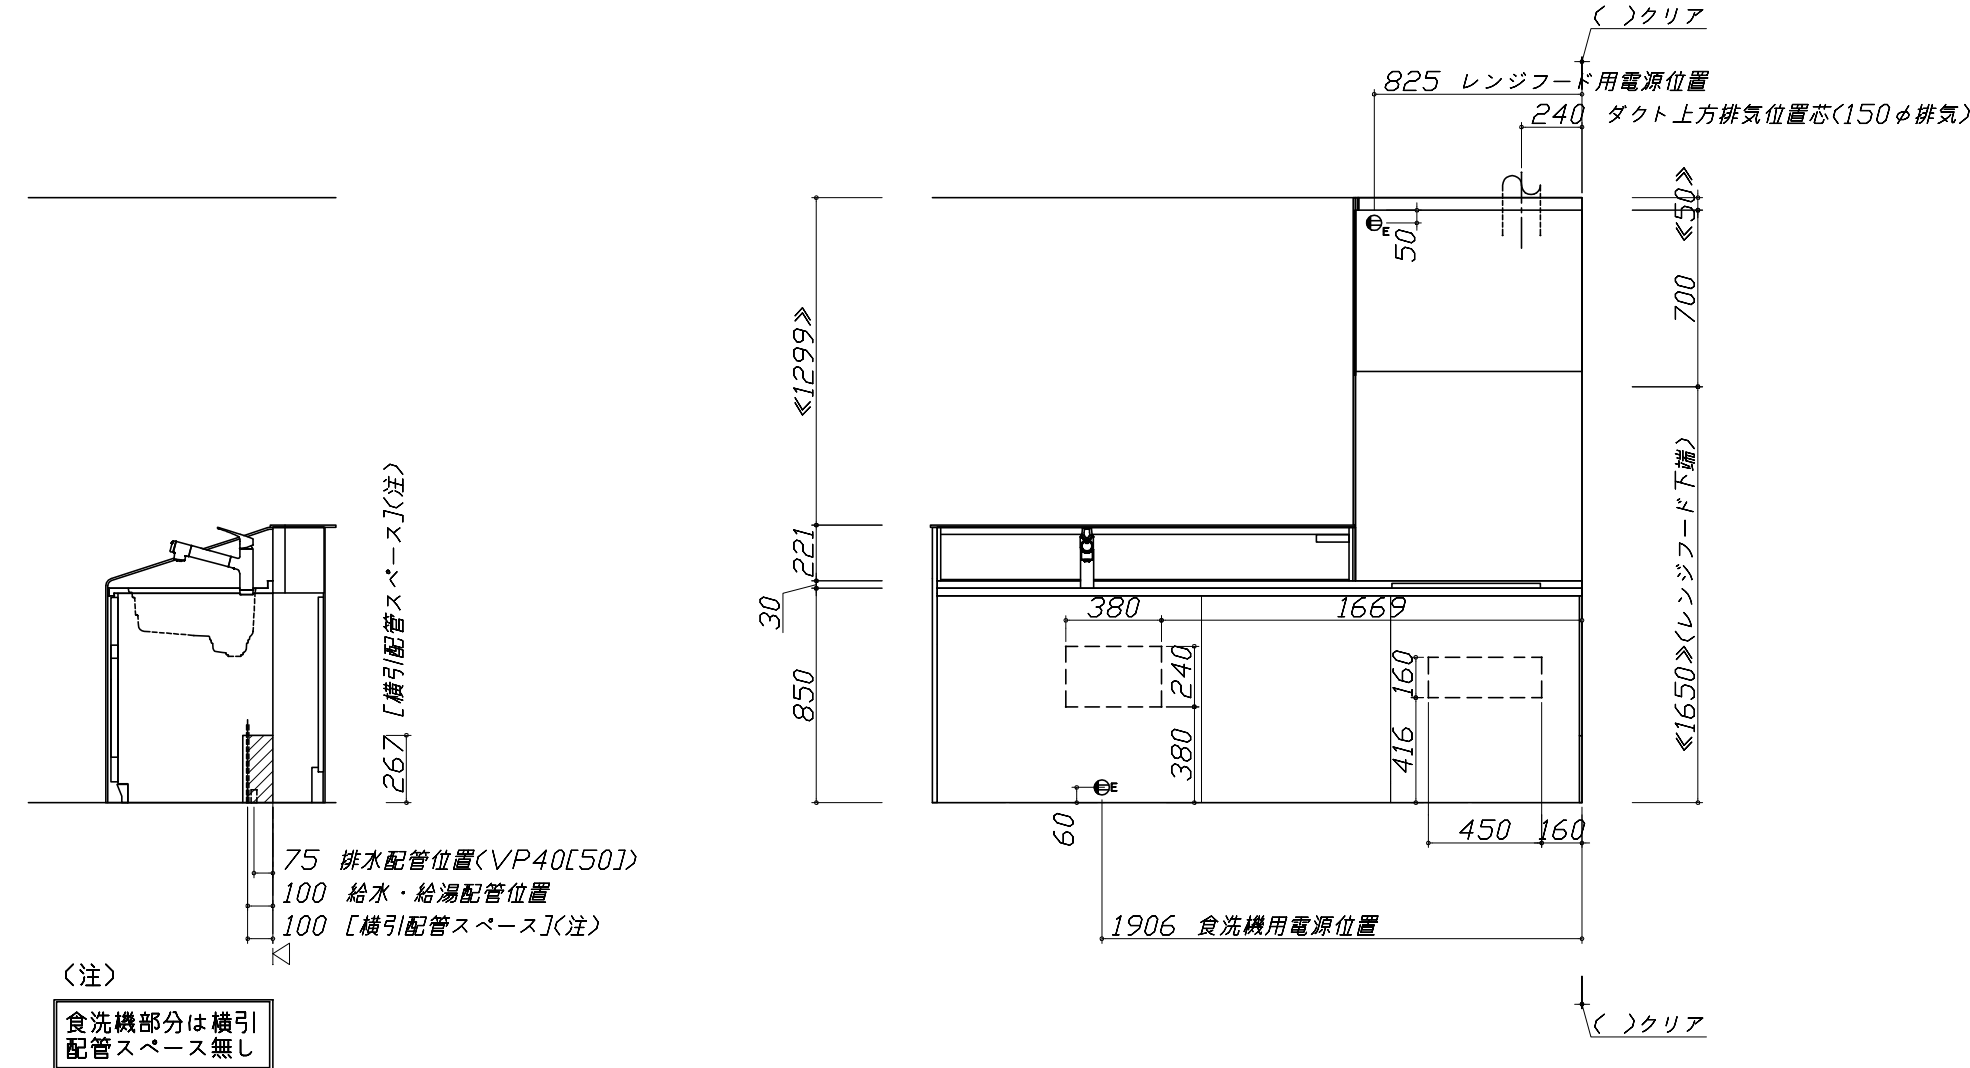 ( )クリア
825 レンジフード用電源位置
240 ダクト上方排気位置芯(150φ排気)
≪50≫
E
50
700
≪1299≫
≪1650≫(レンジフード下端)
267 [横引配管スペース](注)
221
30
850
380
1669
240
160
380
416
E
60
450
160
75 排水配管位置(VP40[50])
100 給水・給湯配管位置
100 [横引配管スペース](注)
1906 食洗機用電源位置
(注)
食洗機部分は横引
配管スペース無し
( )クリア